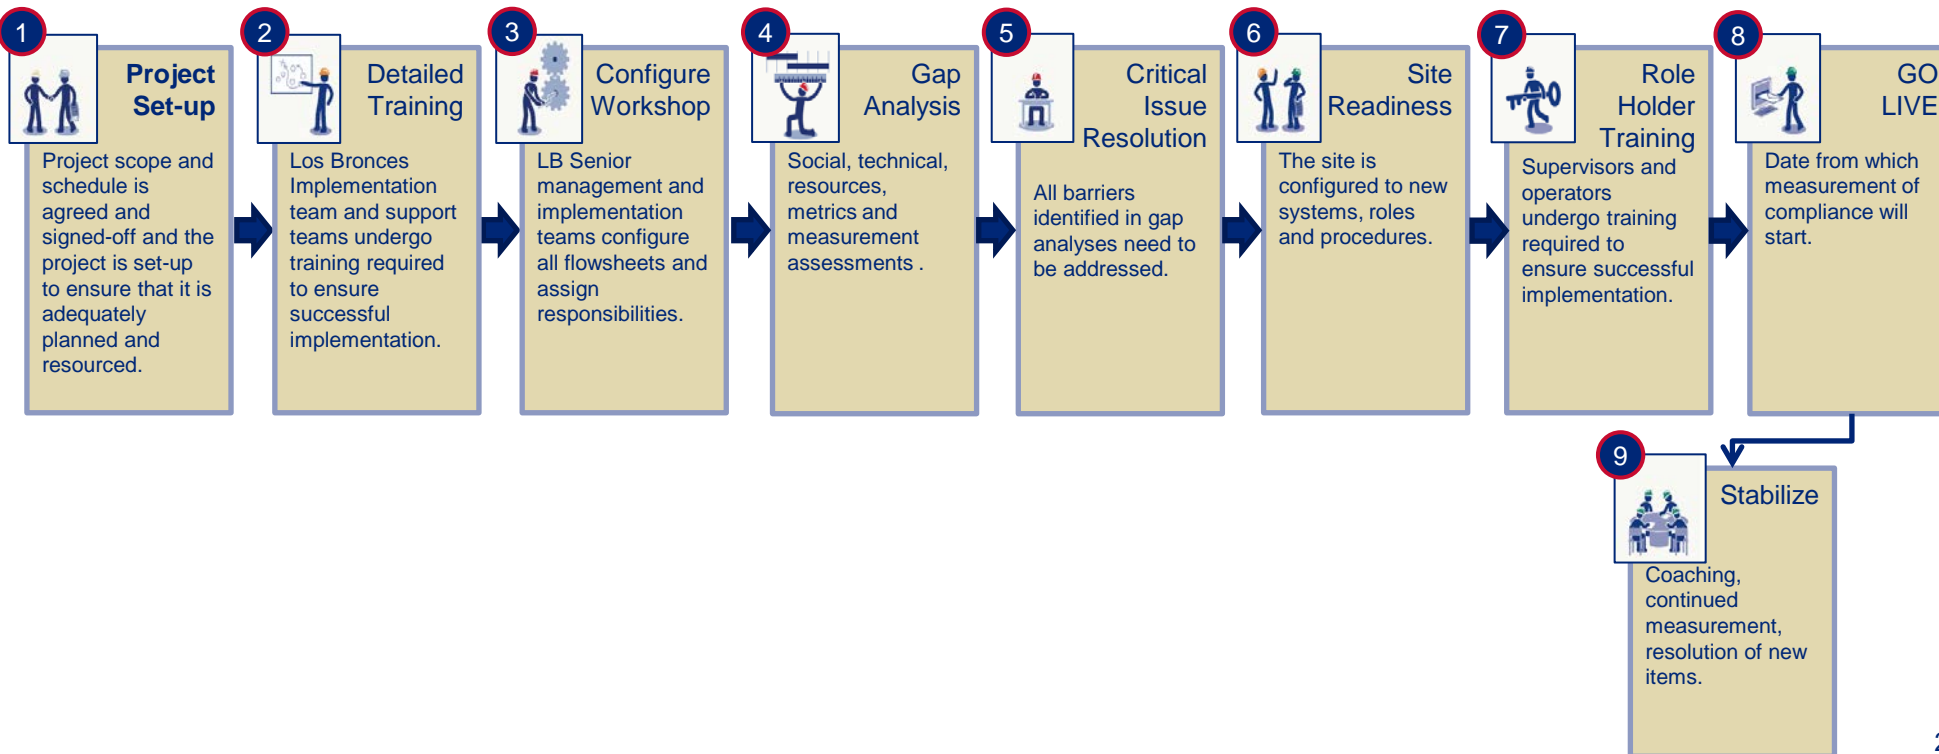 1
Project
Set-up
Project scope and
schedule is
agreed and
signed-off and the
project is set-up
to ensure that it is
adequately
planned and
resourced.
2
Detailed
Training
Los Bronces
Implementation
team and support
teams undergo
training required
to ensure
successful
implementation.
3
Configure
Workshop
LB Senior
management and
implementation
teams configure
all flowsheets and
assign
responsibilities.
4
Gap
Analysis
Social, technical,
resources,
metrics and
measurement
assessments .
5
Critical
Issue
Resolution
All barriers
identified in gap
analyses need to
be addressed.
6
Site
Readiness
The site is
configured to new
systems, roles
and procedures.
7
Role
Holder
Training
Supervisors and
operators
undergo training
required to
ensure successful
implementation.
8
GO
LIVE
Date from which
measurement of
compliance will
start.
9
Stabilize
Coaching,
continued
measurement,
resolution of new
items.